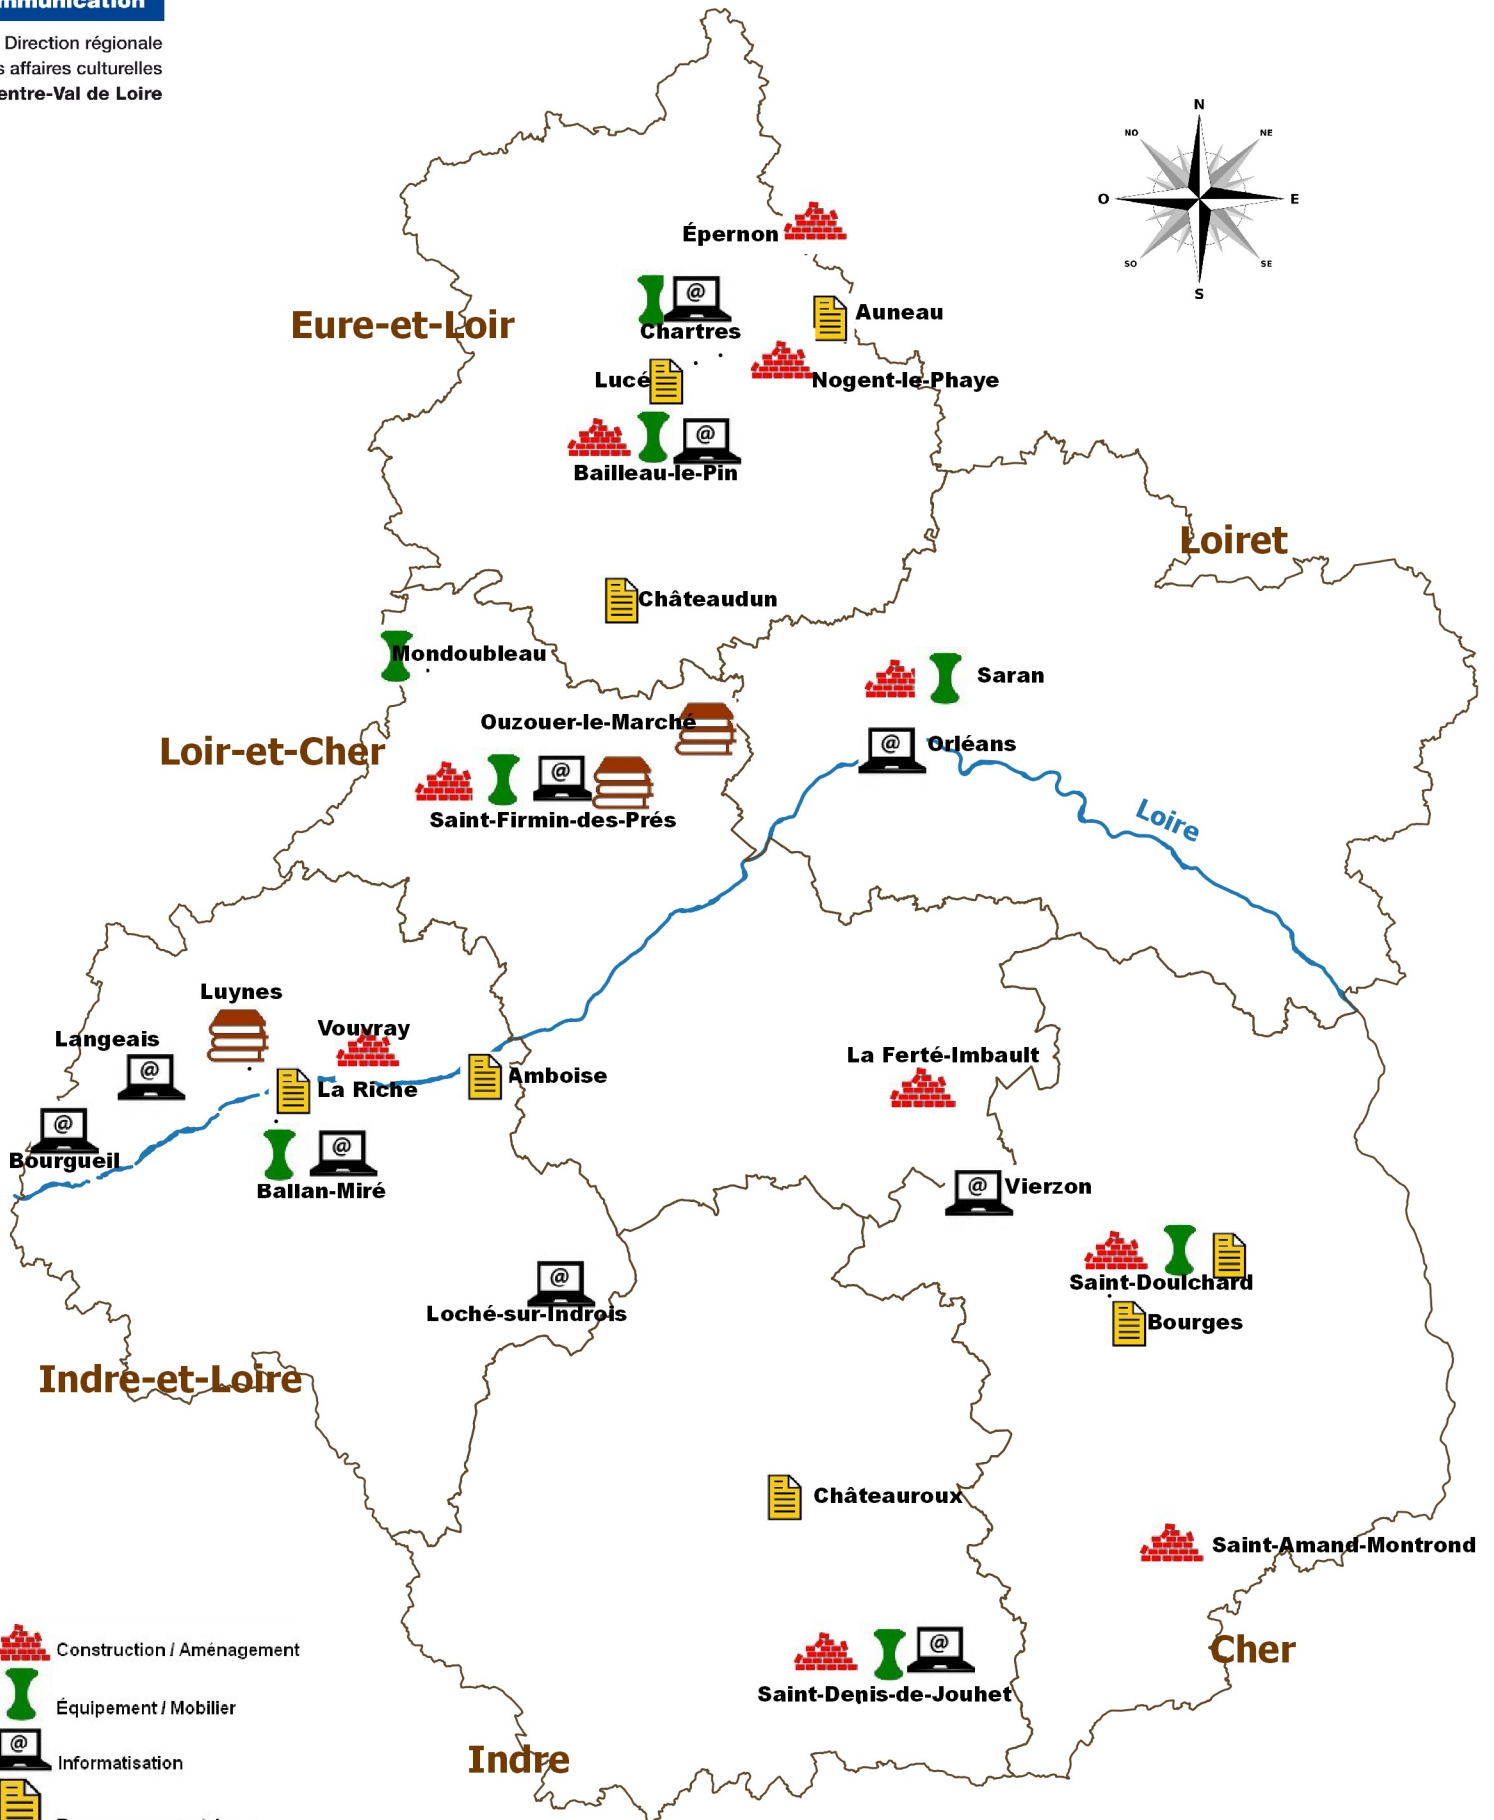 Direction régionale
affaires culturelles
Val de Loire
N
NO
NE
O
E
SO
SE
S
Épernon
@
Chartres
Auneau
Eure-et-Loir
Lucé
Nogent-le-Phaye
@
Bailleau-le-Pin
Loiret
Châteaudun
Mondoubleau
Saran
Ouzouer-le-Marché
Loir-et-Cher
@
Orléans
@
Saint-Firmin-des-Prés
Loire
Luynes
Vouvray
Langeais
@
La Ferté-Imbault
Amboise
La Riche
@
Bourgueil
@
Ballan-Miré
@
Vierzon
@
Loché-sur-Indrois
Saint-Doulchard
Bourges
Indre-et-Loire
Châteauroux
Saint-Amand-Montrond
@
Saint-Denis-de-Jouhet
Cher
Indre
Construction / Aménagement
Équipement / Mobilier
@
Informatisation